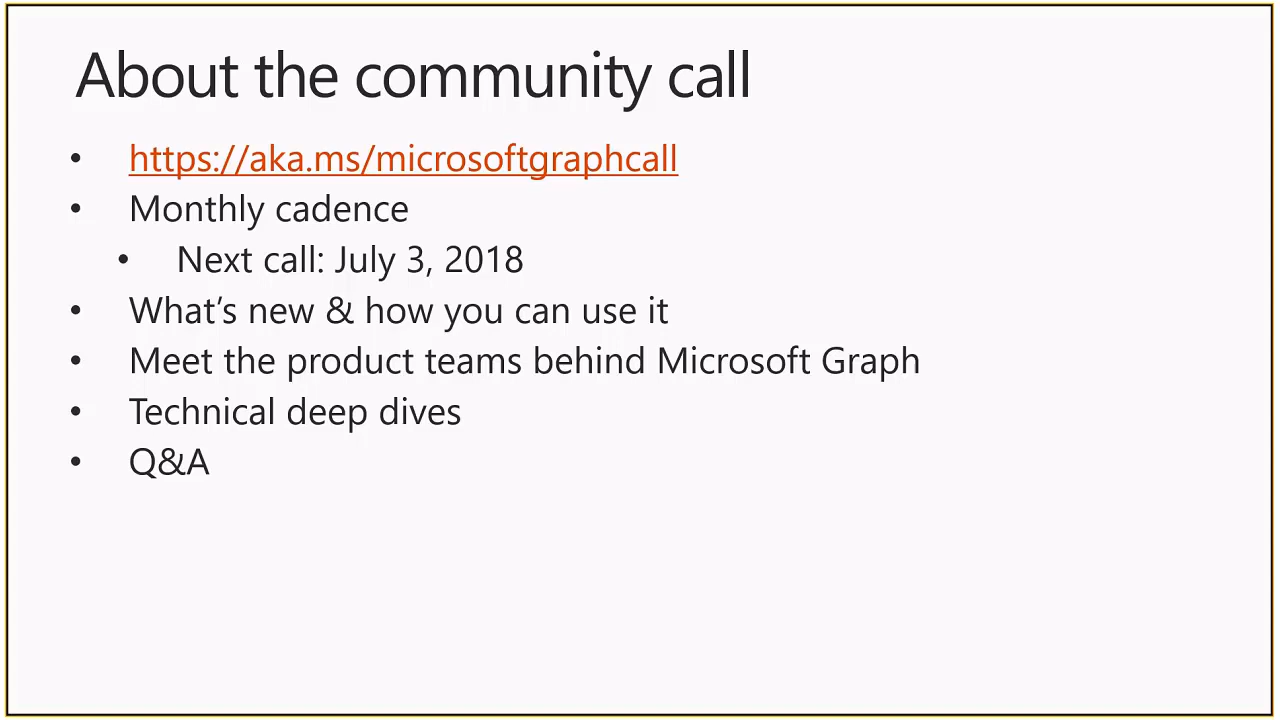 About the community call
• https://aka.ms/microsoftgraphcall
• Monthly cadence
• Next call: July 3, 2018
• What’s new & how you can use it
• Meet the product teams behind Microsoft Graph
• Technical deep dives
• Q&A